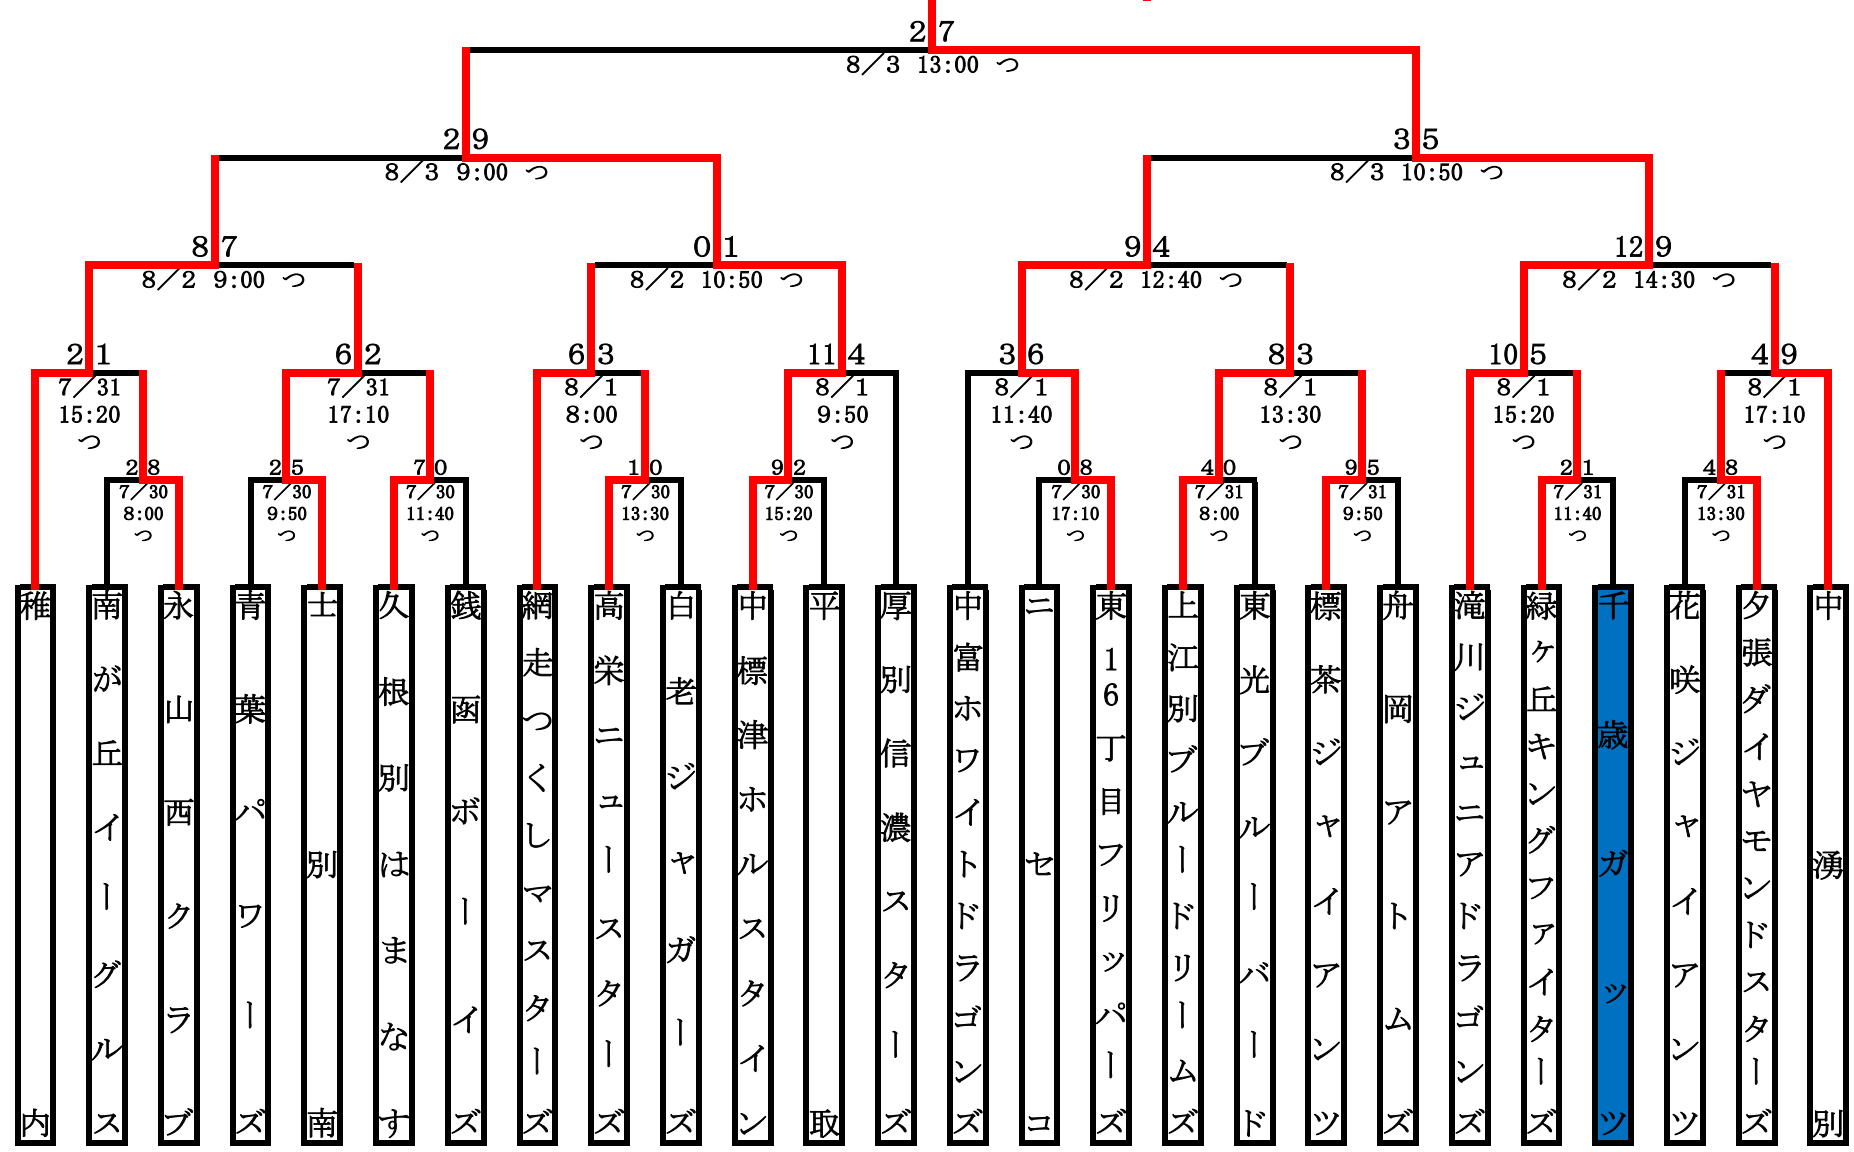 2 7
8／3 13:00 つ
2 9
8／3 9:00 つ
3 5
8／3 10:50 つ
8 7
8／2 9:00 つ
0 1
8／2 10:50 つ
9 4
8／2 12:40 つ
12 9
8／2 14:30 つ
2 1
7／31
15:20
つ
6 2
7／31
17:10
つ
6 3
8／1
8:00
つ
11 4
8／1
9:50
つ
3 6
8／1
11:40
つ
8 3
8／1
13:30
つ
10 5
8／1
15:20
つ
4 9
8／1
17:10
つ
2 8
7／30
8:00
つ
2 5
7／30
9:50
つ
7 0
7／30
11:40
つ
1 0
7／30
13:30
つ
9 2
7／30
15:20
つ
0 8
7／30
17:10
つ
4 0
7／31
8:00
つ
9 5
7／31
9:50
つ
2 1
7／31
11:40
つ
4 8
7／31
13:30
つ
稚内
南が丘イーグルス
永山西クラブ
青葉パワーズ
士別南
久根別はまなす
銭函ボーイズ
網走つくしマスターズ
高栄ニュースターズ
白老ジャガーズ
中標津ホルスタイン
平取
厚別信濃スターズ
中富ホワイトドラゴンズ
ニセコ
東16丁目フリッパーズ
上江別ブルードリームズ
東光ブルーバード
標茶ジャイアンツ
舟岡アトムズ
滝川ジュニアドラゴンズ
緑ヶ丘キングファイターズ
千歳ガッツ
花咲ジャイアンツ
夕張ダイヤモンドスターズ
中湧別